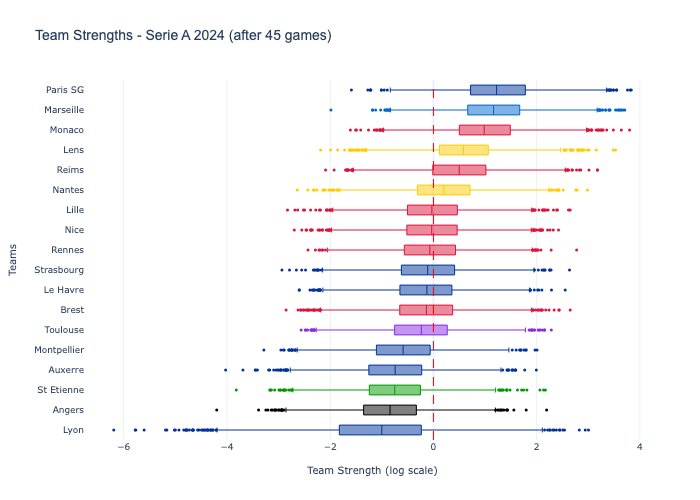 Team Strengths - Serie A 2024 (after 45 games)
Paris SG
Marseille
Monaco
Lens
Reims
Nantes
Lille
Nice
Rennes
Strasbourg
Le Havre
Brest
Toulouse
Montpellier
Auxerre
St Etienne
Angers
Lyon
Teams
−6 −4 −2 0 2 4
Team Strength (log scale)